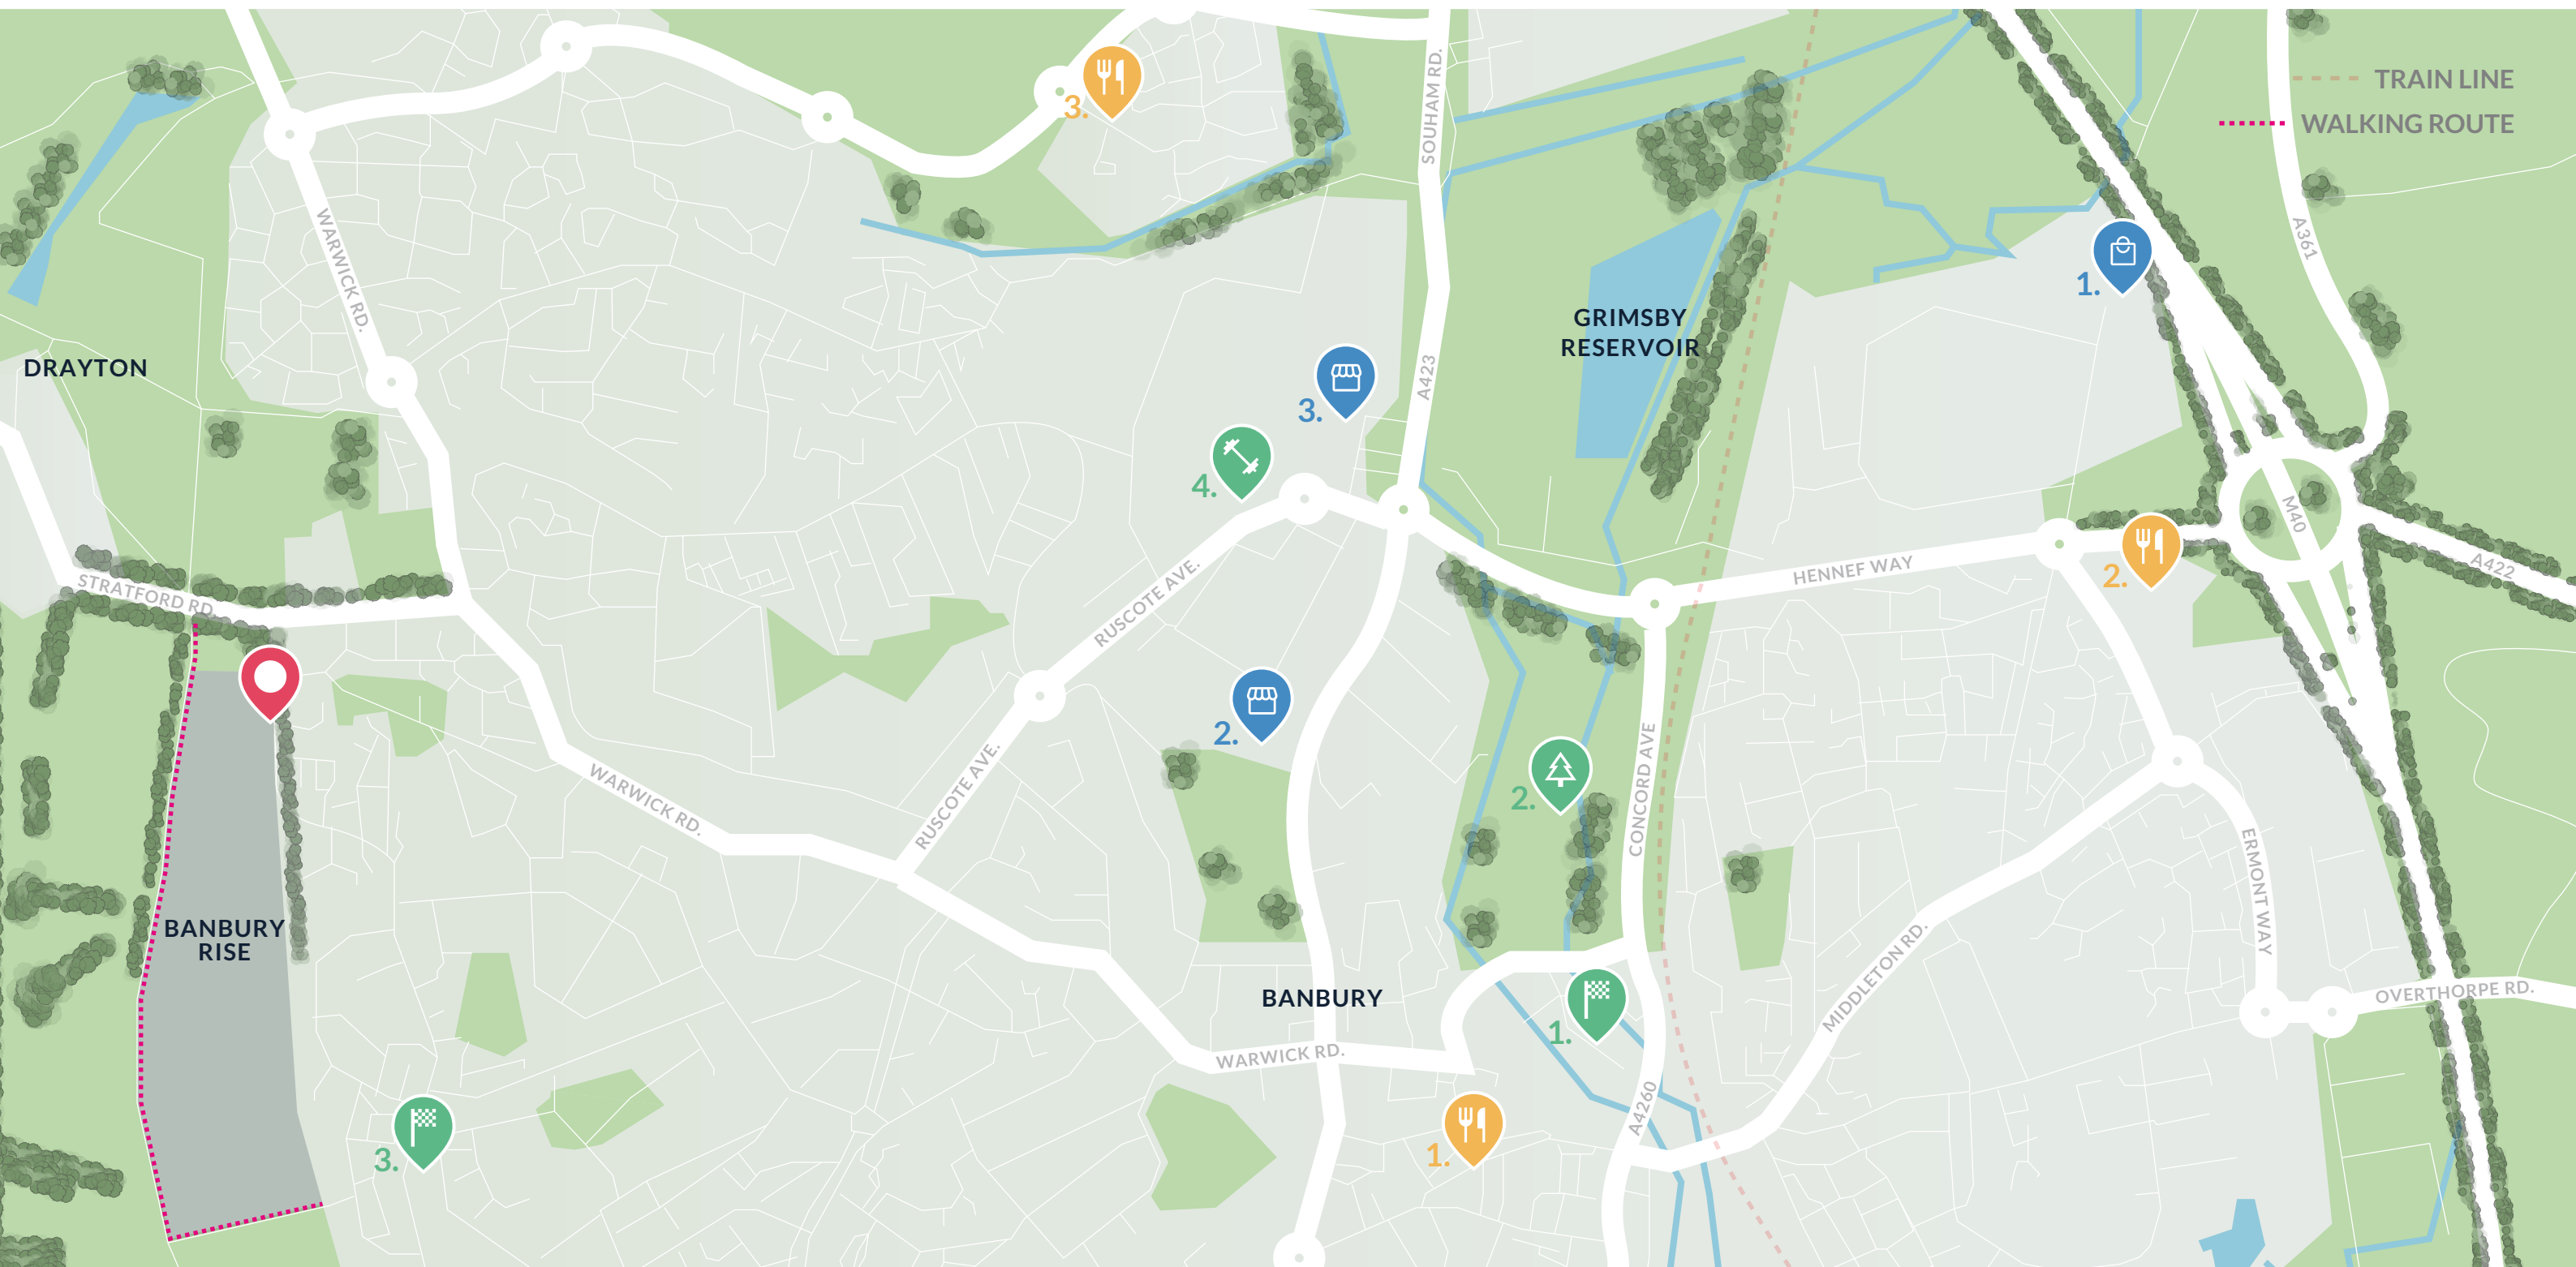 TRAIN LINE
WALKING ROUTE
3.
SOUHAM RD.
WARWICK RD.
A361
1.
GRIMSBY
RESERVOIR
DRAYTON
A423
3.
4.
M40
A422
HENNEF WAY
2.
STRATFORD RD.
RUSCOTE AVE.
2.
CONCORD AVE
2.
RUSCOTE AVE.
WARWICK RD.
ERMONT WAY
BANBURY
RISE
MIDDLETON RD.
OVERTHORPE RD.
BANBURY
1.
WARWICK RD.
A4260
1.
3.